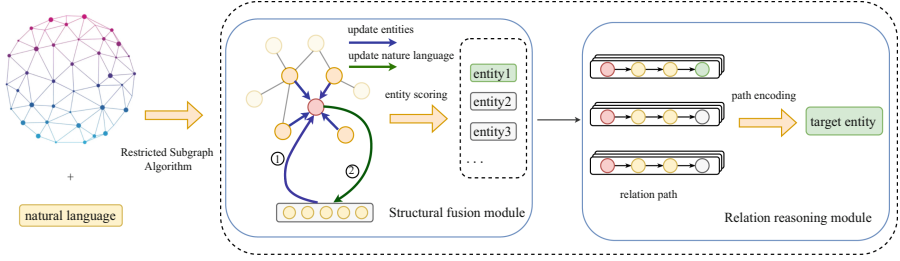 Restricted Subgraph
Algorithm
+
natural language
update entities
update nature language
entity scoring
①
②
Structural fusion module
entity1
entity2
entity3
...
relation path
path encoding
target entity
Relation reasoning module